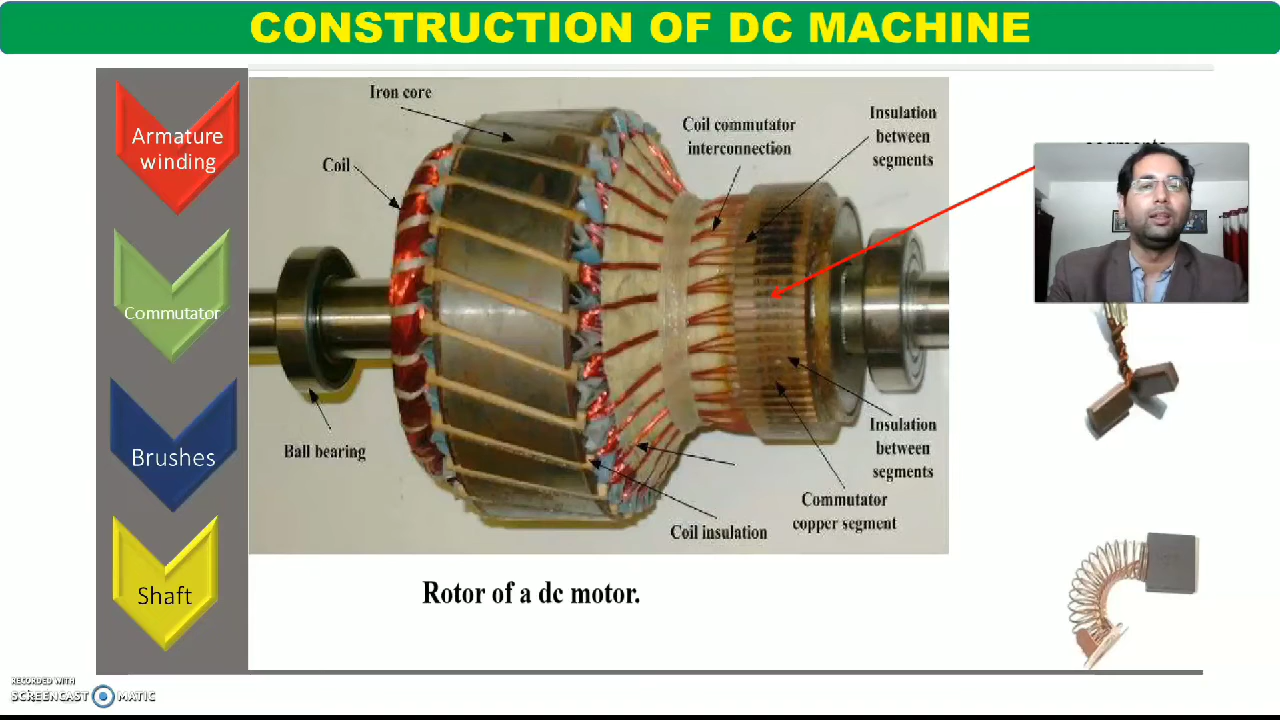 CONSTRUCTION OF DC MACHINE
Armature
winding
Commutator
Brushes
Shaft
Iron core
Coil
Coil commutator
interconnection
Insulation
between
segments
Ball bearing
Coil insulation
Insulation
between
segments
Commutator
copper segment
Rotor of a dc motor.
RECORDED WITH
SCREENCAST MATIC